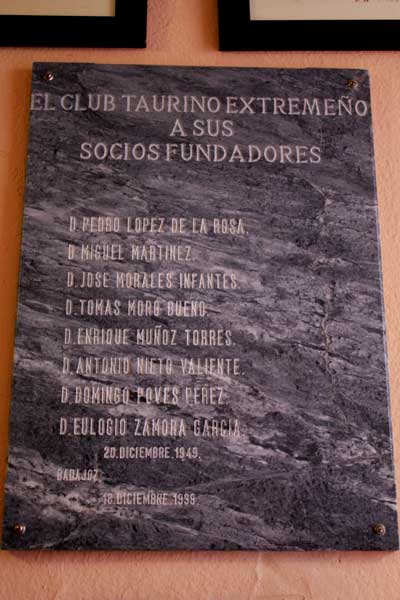 EL CLUB TAURINO EXTREMEÑO
A SUS
SOCIOS FUNDADORES
D. PEDRO LOPEZ DE LA ROSA.
D. MIGUEL MARTINEZ.
D. JOSE MORALES INFANTES.
D. TOMAS MORO BUENO.
D. ENRIQUE MUÑOZ TORRES.
D. ANTONIO NIETO VALIENTE.
D. DOMINGO POVES PEREZ.
D. EULOGIO ZAMORA GARCIA.
20.DICIEMBRE.1949.
BADAJOZ
18.DICIEMBRE.1999.